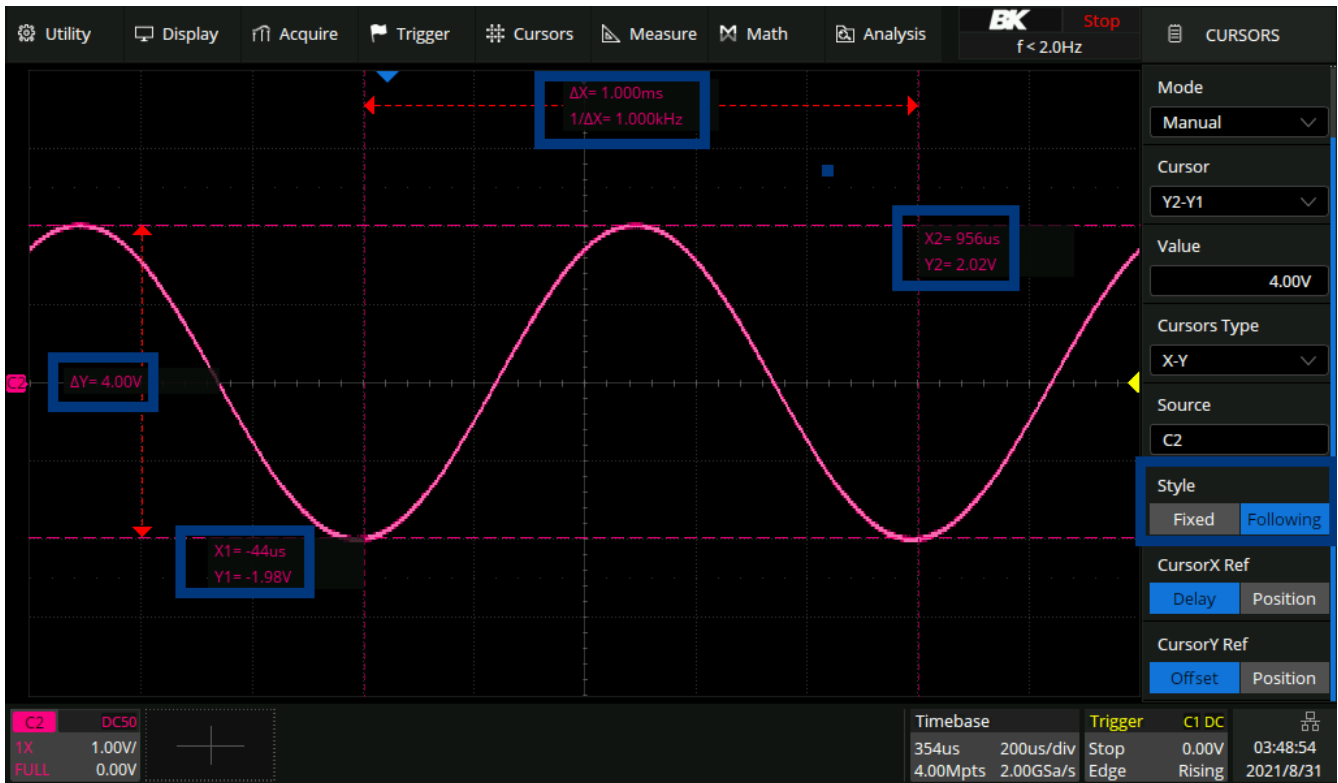 Utility Display Acquire Trigger Cursors Measure Math Analysis
BK Stop
f < 2.0Hz
CURSORS
ΔX= 1.000ms
1/ΔX= 1.000kHz
X2= 956us
Y2= 2.02V
C2
ΔY= 4.00V
X1= -44us
Y1= -1.98V
Mode
Manual
Cursor
Y2-Y1
Value
4.00V
Cursors Type
X-Y
Source
C2
Style
Fixed Following
CursorX Ref
Delay Position
CursorY Ref
Offset Position
C2 DC50
1X 1.00V/
FULL 0.00V
Timebase
354us 200us/div
4.00Mpts 2.00GSa/s
Trigger C1 DC
Stop 0.00V
Edge Rising
03:48:54
2021/8/31